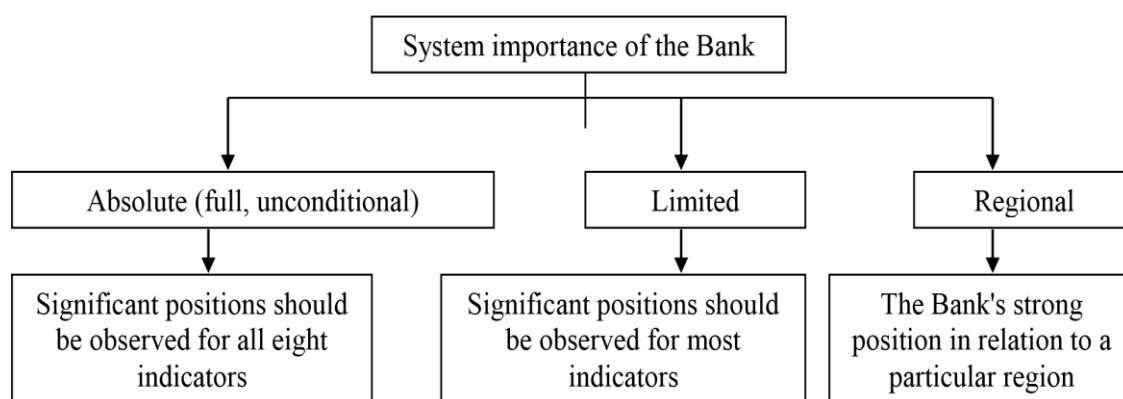 System importance of the Bank
Absolute (full, unconditional)
Limited
Regional
Significant positions should
be observed for all eight
indicators
Significant positions should
be observed for most
indicators
The Bank's strong
position in relation to a
particular region